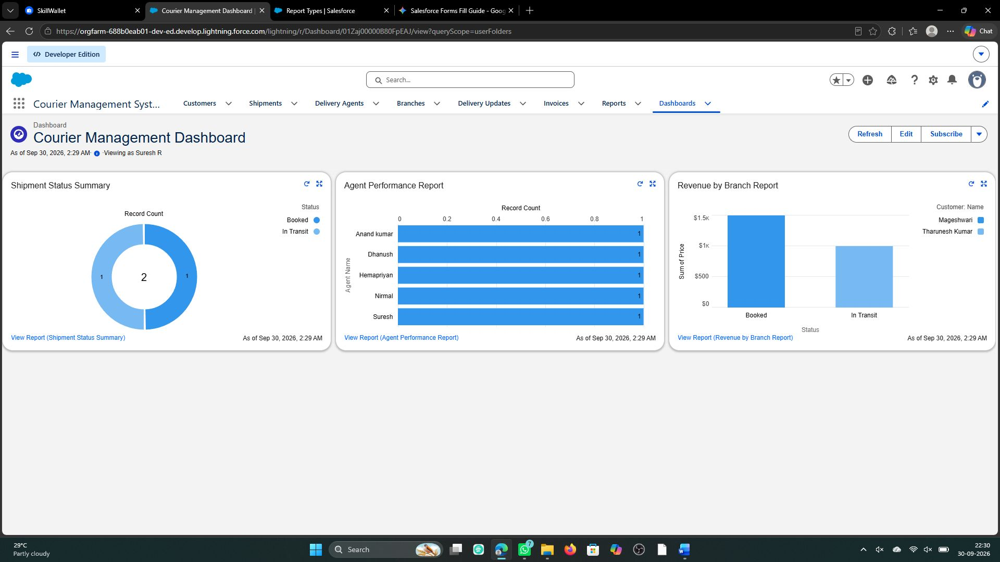 SkillWallet
Courier Management Dashboard |
Report Types | Salesforce
Salesforce Forms Fill Guide - Goog
https://orgfarm-688b0eab01-dev-ed.develop.lightning.force.com/lightning/r/Dashboard/01Zaj00000B80FpEAJ/view?queryScope=userFolders
Chat
Developer Edition
Search...
Courier Management Syst...
Customers
Shipments
Delivery Agents
Branches
Delivery Updates
Invoices
Reports
Dashboards
Dashboard
Courier Management Dashboard
As of Sep 30, 2026, 2:29 AM· ·Viewing as Suresh R
Refresh
Edit
Subscribe
Shipment Status Summary
Record Count
Status
Booked
In Transit
1
2
1
View Report (Shipment Status Summary)
As of Sep 30, 2026, 2:29 AM
Agent Performance Report
Record Count
0 0.2 0.4 0.6 0.8 1
Agent Name
Anand kumar 1
Dhanush 1
Hemapriyan 1
Nirmal 1
Suresh 1
View Report (Agent Performance Report)
As of Sep 30, 2026, 2:29 AM
Revenue by Branch Report
Customer: Name
Mageshwari
Tharunesh Kumar
Sum of Price
$1.5K
$1K
$500
$0
Booked
In Transit
Status
View Report (Revenue by Branch Report)
As of Sep 30, 2026, 2:29 AM
29°C
Partly cloudy
Search
7
22:30
30-09-2026